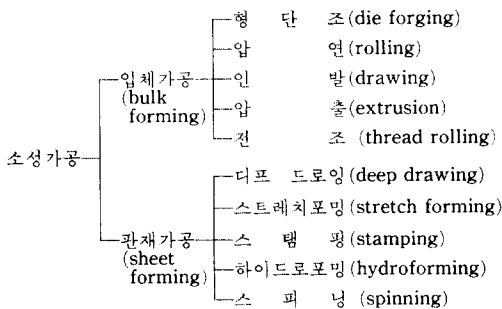 형 단 조(die forging)
압 연(rolling)
입체가공 인 발(drawing)
(bulk
forming) 압 출(extrusion)
전 조 (thread rolling)
소성가공
디프 드로잉(deep drawing)
스트레치포밍(stretch forming)
판재가공 스 탬 핑(stamping)
(sheet
forming) 하이드로포밍(hydroforming)
스 피 닝(spinning)